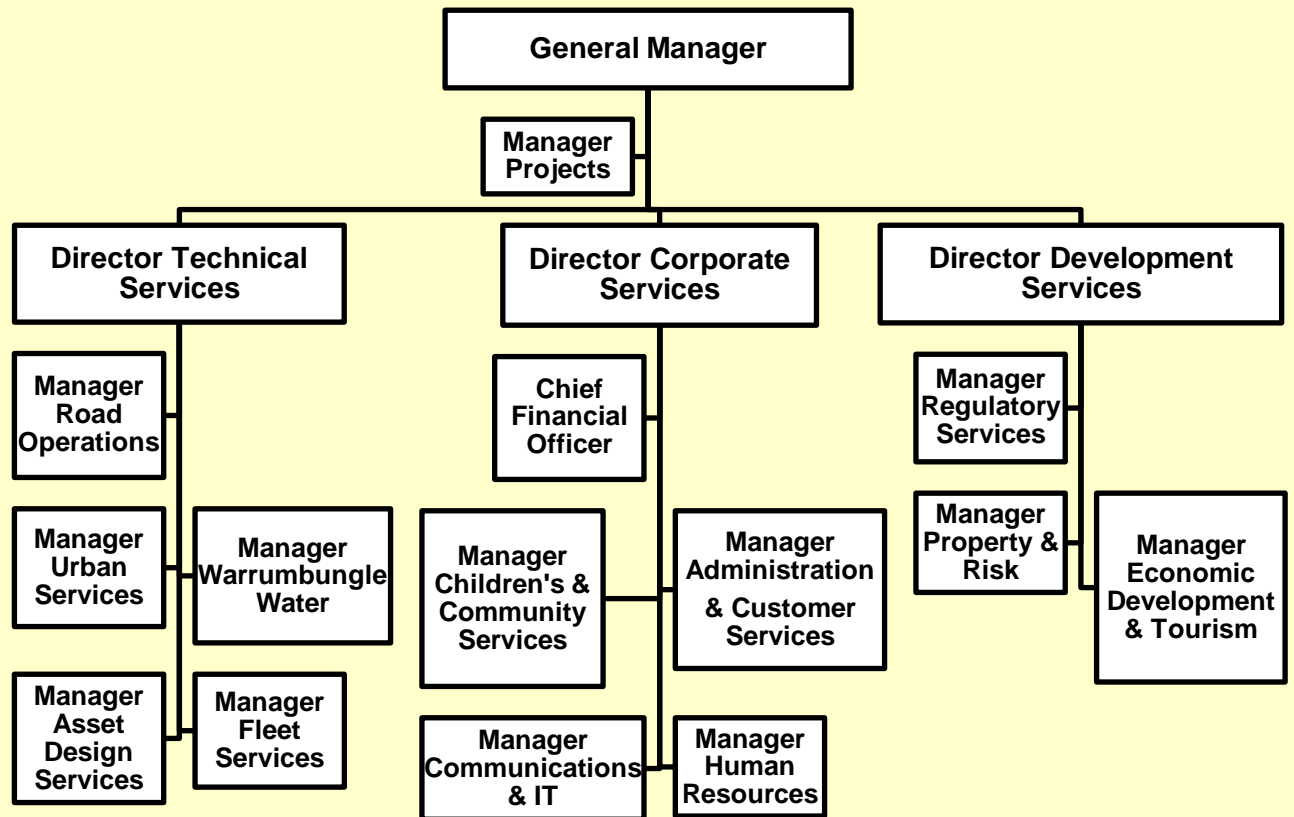 General Manager
Manager
Projects
Director Technical
Services
Director Corporate
Services
Director Development
Services
Manager
Road
Operations
Chief
Financial
Officer
Manager
Regulatory
Services
Manager
Urban
Services
Manager
Warrumbungle
Water
Manager
Children's &
Community
Services
Manager
Administration
& Customer
Services
Manager
Property &
Risk
Manager
Economic
Development
& Tourism
Manager
Asset
Design
Services
Manager
Fleet
Services
Manager
Communications
& IT
Manager
Human
Resources